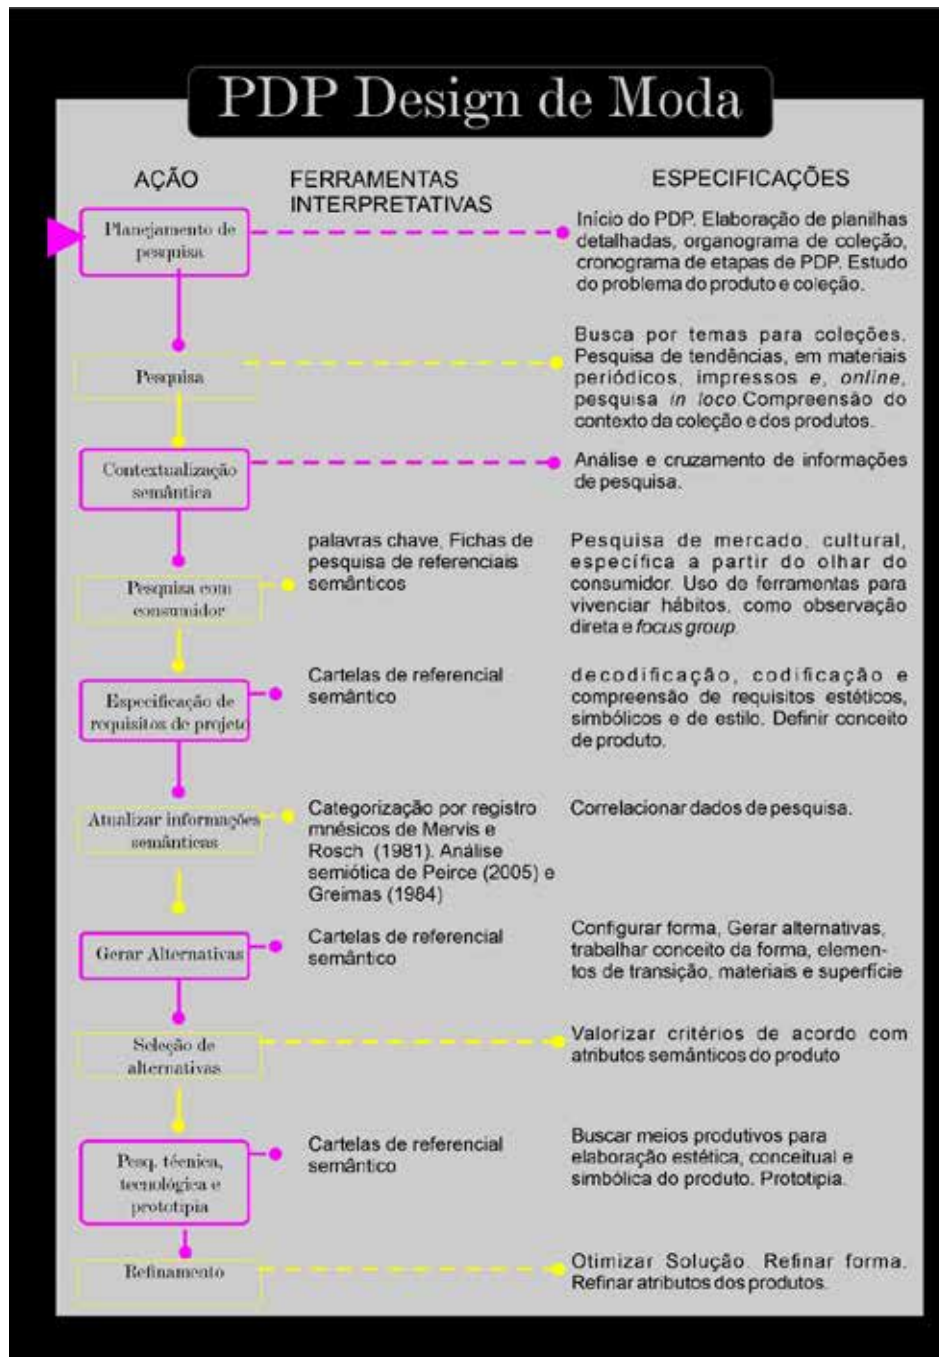 PDP Design de Moda
AÇÃO
FERRAMENTAS
INTERPRETATIVAS
ESPECIFICAÇÕES
Planejamento de
pesquisa
Início do PDP. Elaboração de planilhas
detalhadas, organograma de coleção,
cronograma de etapas de PDP. Estudo
do problema do produto e coleção.
Pesquisa
Busca por temas para coleções.
Pesquisa de tendências, em materiais
periódicos, impressos e, online,
pesquisa in loco.Compreensão do
contexto da coleção e dos produtos.
Contextualização
semântica
Análise e cruzamento de informações
de pesquisa.
Pesquisa com
consumidor
palavras chave, Fichas de
pesquisa de referenciais
semânticos
Pesquisa de mercado, cultural,
específica a partir do olhar do
consumidor. Uso de ferramentas para
vivenciar hábitos, como observação
direta e focus group.
Especificação de
requisitos de projeto
Cartelas de referencial
semântico
decodificação, codificação e
compreensão de requisitos estéticos,
simbólicos e de estilo. Definir conceito
de produto.
Atualizar informações
semânticas
Categorização por registro
mnésicos de Mervis e
Rosch (1981). Análise
semiótica de Peirce (2005) e
Greimas (1984)
Correlacionar dados de pesquisa.
Gerar Alternativas
Cartelas de referencial
semântico
Configurar forma, Gerar alternativas,
trabalhar conceito da forma, elemen-
tos de transição, materiais e superfície
Seleção de
alternativas
Valorizar critérios de acordo com
atributos semânticos do produto
Pesq. técnica,
tecnológica e
prototipia
Cartelas de referencial
semântico
Buscar meios produtivos para
elaboração estética, conceitual e
simbólica do produto. Prototipia.
Refinamento
Otimizar Solução. Refinar forma.
Refinar atributos dos produtos.